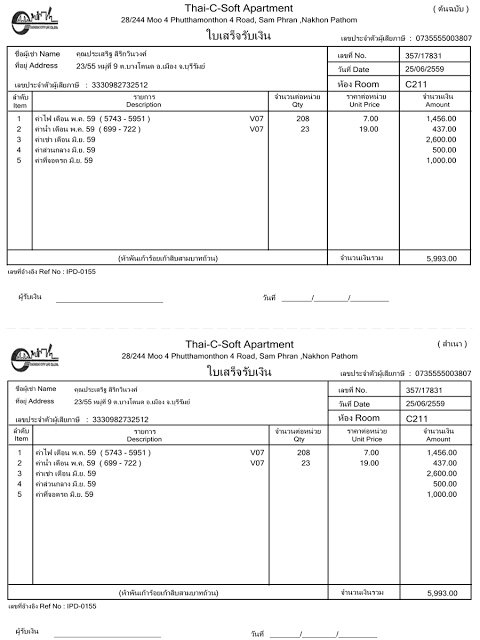 Thai-C-Soft Apartment ( ต้นฉบับ )
28/244 Moo 4 Phutthamonthon 4 Road, Sam Phran ,Nakhon Pathom
ใบเสร็จรับเงิน เลขประจำตัวผู้เสียภาษี : 0735555003807
ชื่อผู้เช่า Name คุณประเสริฐ สิริกวินวงค์ เลขที่ No. 357/17831
ที่อยู่ Address 23/55 หมู่ที่ 9 ต.บางโหนด อ.เมือง จ.บุรีรัมย์ วันที่ Date 25/06/2559
เลขประจำตัวผู้เสียภาษี : 3330982732512 ห้อง Room C211
ลำดับ รายการ จำนวนต่อหน่วย ราคาต่อหน่วย จำนวนเงิน
Item Description Qty Unit Price Amount
1 ค่าไฟ เดือน พ.ค. 59 ( 5743 - 5951 ) V07 208 7.00 1,456.00
2 ค่าน้ำ เดือน พ.ค. 59 ( 699 - 722 ) V07 23 19.00 437.00
3 ค่าเช่า เดือน มิ.ย. 59 2,600.00
4 ค่าส่วนกลาง มิ.ย. 59 500.00
5 ค่าที่จอดรถ มิ.ย. 59 1,000.00
(ห้าพันเก้าร้อยเก้าสิบสามบาทถ้วน) จำนวนเงินรวม 5,993.00
เลขที่อ้างอิง Ref No : IPD-0155
ผู้รับเงิน วันที่ ________/________/________
Thai-C-Soft Apartment ( สำเนา )
28/244 Moo 4 Phutthamonthon 4 Road, Sam Phran ,Nakhon Pathom
ใบเสร็จรับเงิน เลขประจำตัวผู้เสียภาษี : 0735555003807
ชื่อผู้เช่า Name คุณประเสริฐ สิริกวินวงค์ เลขที่ No. 357/17831
ที่อยู่ Address 23/55 หมู่ที่ 9 ต.บางโหนด อ.เมือง จ.บุรีรัมย์ วันที่ Date 25/06/2559
เลขประจำตัวผู้เสียภาษี : 3330982732512 ห้อง Room C211
ลำดับ รายการ จำนวนต่อหน่วย ราคาต่อหน่วย จำนวนเงิน
Item Description Qty Unit Price Amount
1 ค่าไฟ เดือน พ.ค. 59 ( 5743 - 5951 ) V07 208 7.00 1,456.00
2 ค่าน้ำ เดือน พ.ค. 59 ( 699 - 722 ) V07 23 19.00 437.00
3 ค่าเช่า เดือน มิ.ย. 59 2,600.00
4 ค่าส่วนกลาง มิ.ย. 59 500.00
5 ค่าที่จอดรถ มิ.ย. 59 1,000.00
(ห้าพันเก้าร้อยเก้าสิบสามบาทถ้วน) จำนวนเงินรวม 5,993.00
เลขที่อ้างอิง Ref No : IPD-0155
ผู้รับเงิน วันที่ ________/________/________